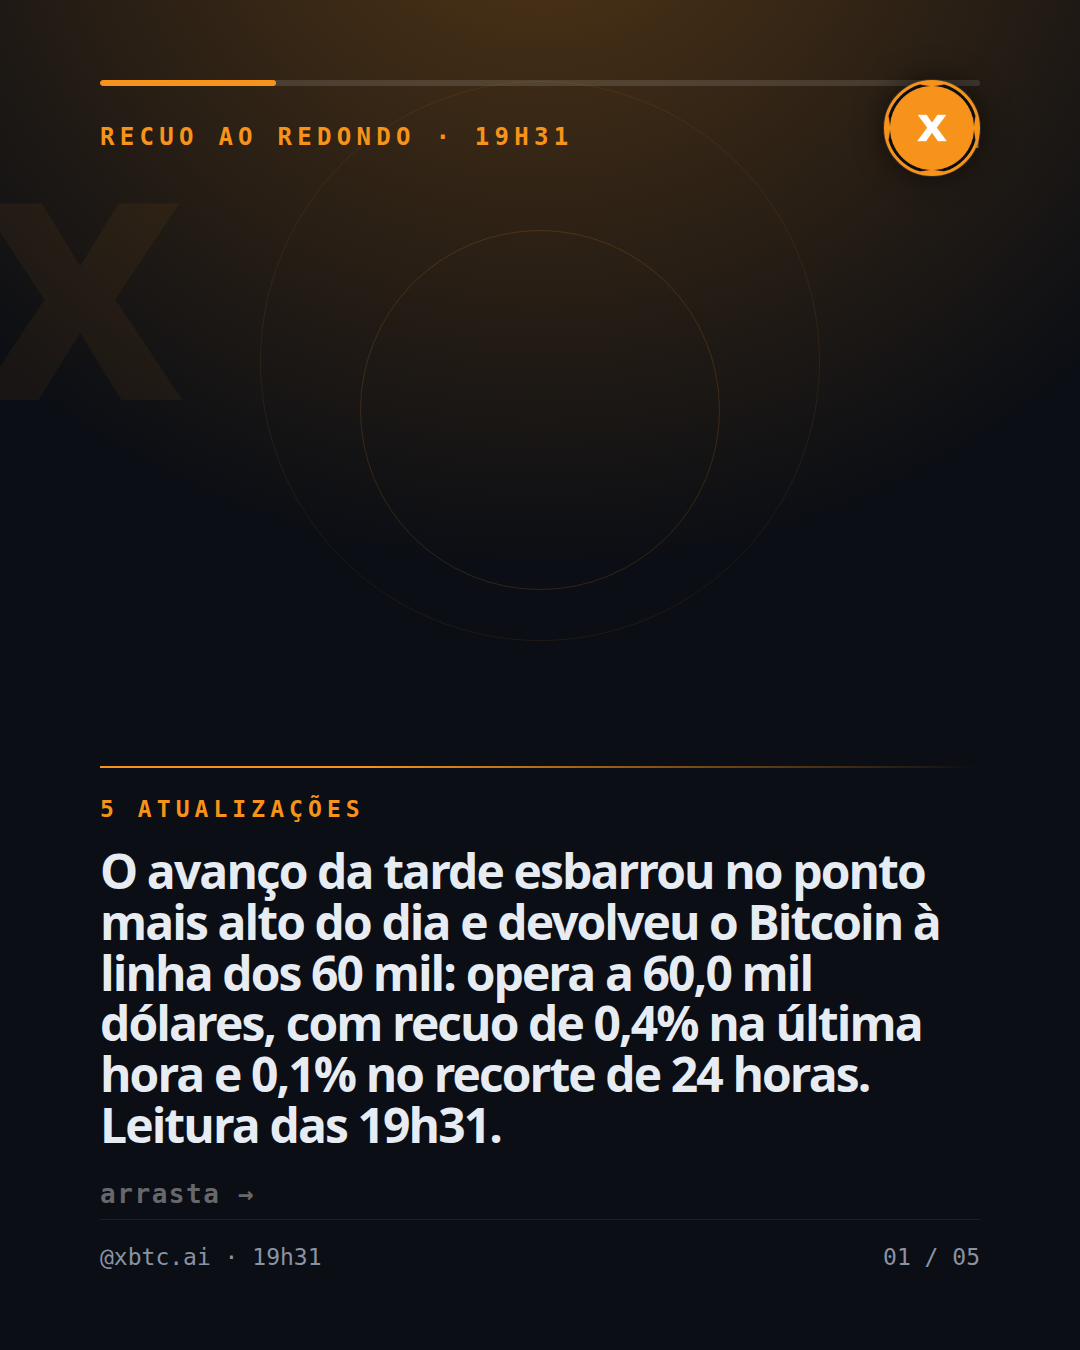 RECUO AO REDONDO · 19H31
x
x
5 ATUALIZAÇÕES
O avanço da tarde esbarrou no ponto
mais alto do dia e devolveu o Bitcoin à
linha dos 60 mil: opera a 60,0 mil
dólares, com recuo de 0,4% na última
hora e 0,1% no recorte de 24 horas.
Leitura das 19h31.
arrasta →
@xbtc.ai · 19h31
01 / 05